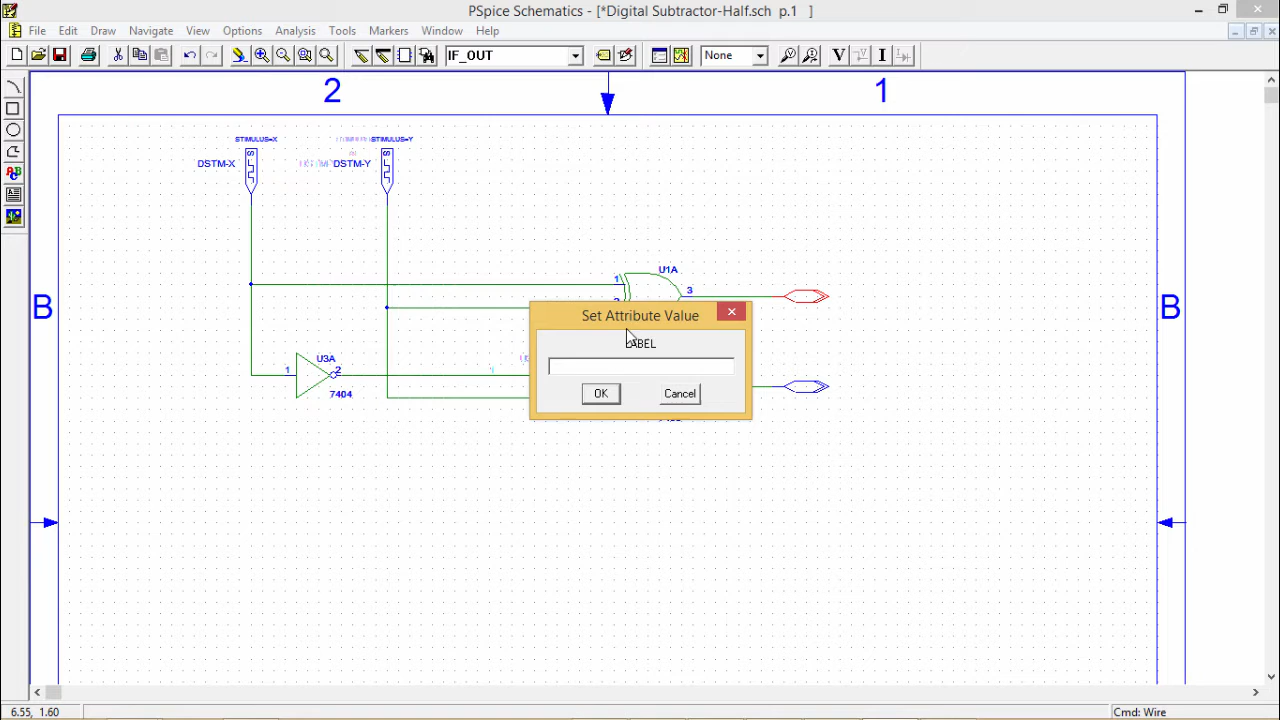 PSpice Schematics - [*Digital Subtractor-Half.sch p.1 ]
File Edit Draw Navigate View Options Analysis Tools Markers Window Help
IF_OUT
None
V I
2 1
STIMULUS=X STIMULUS=Y
DSTM-X DSTM-Y
S S
U1A
1 3
B B
Set Attribute Value
LABEL
U3A
1 2
7404
OK Cancel
6.55, 1.60 Cmd: Wire